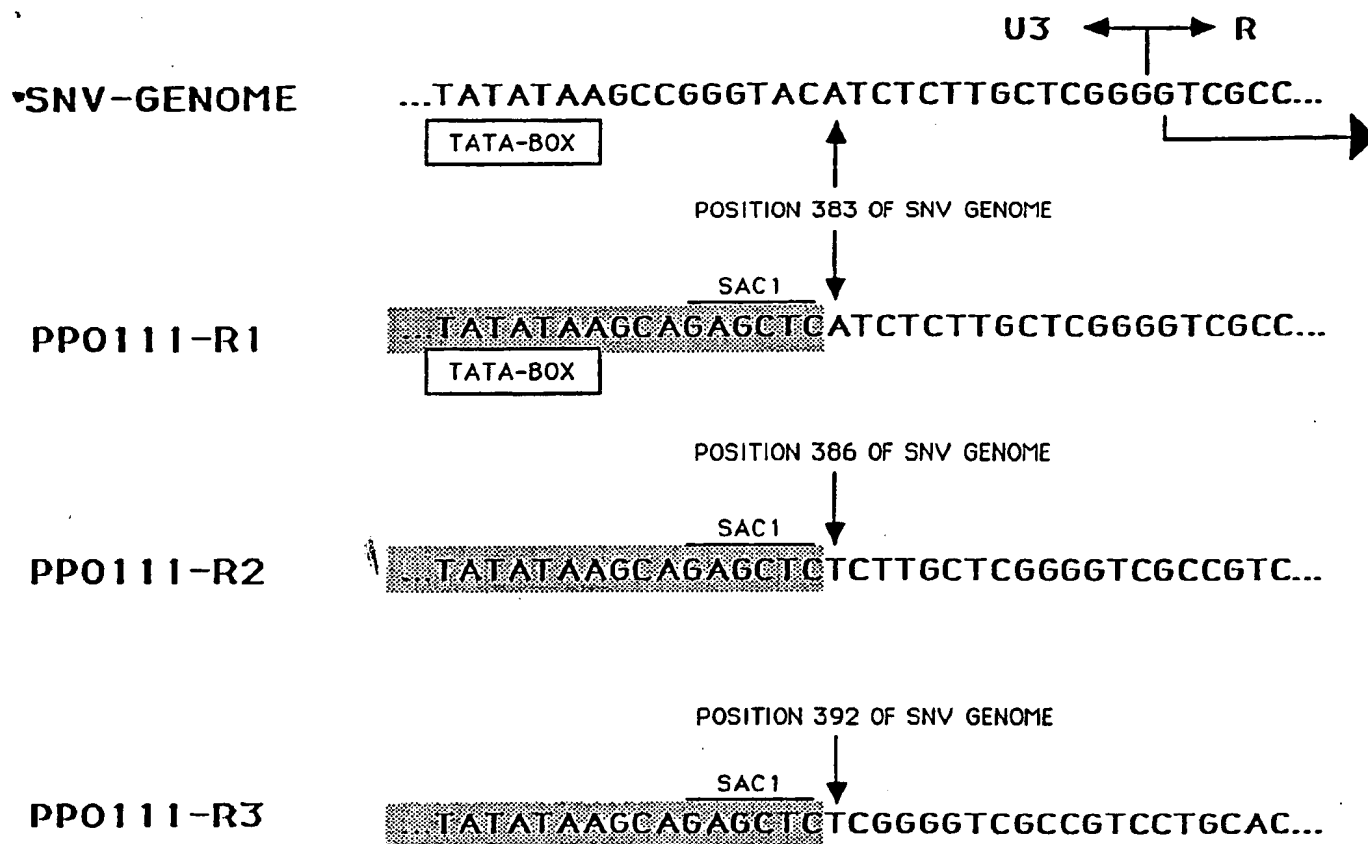 U3 R
SNV-GENOME ...TATATAAGCCGGGTACATCTCTTGCTCGGGGTCGCC...
TATA-BOX
POSITION 383 OF SNV GENOME
SAC1
PPO111-R1 ...TATATAAGCAGAGCTCATCTCTTGCTCGGGGTCGCC...
TATA-BOX
POSITION 386 OF SNV GENOME
SAC1
PPO111-R2 ...TATATAAGCAGAGCTCTCTTGCTCGGGGTCGCCGTC...
POSITION 392 OF SNV GENOME
SAC1
PPO111-R3 ...TATATAAGCAGAGCTCTCGGGGTCGCCGTCCTGCAC...